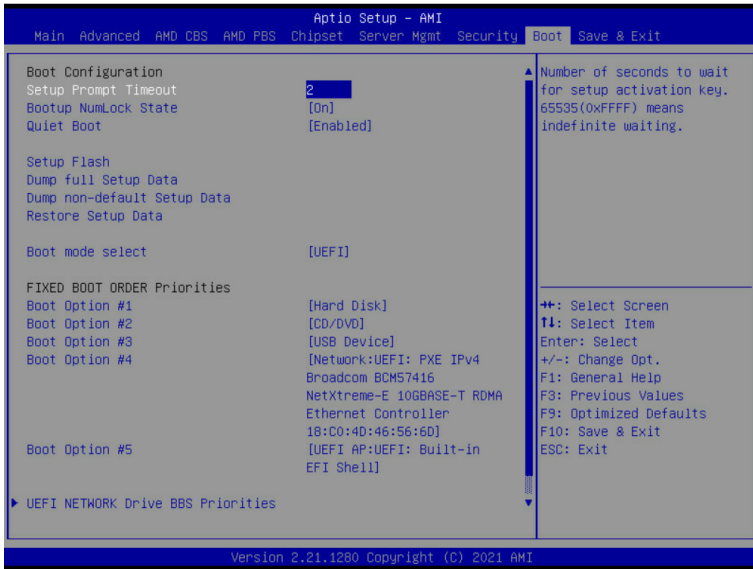 Aptio Setup - AMI
Main Advanced AMD CBS AMD PBS Chipset Server Mgmt Security Boot Save & Exit
Boot Configuration
Setup Prompt Timeout 2
Bootup NumLock State [On]
Quiet Boot [Enabled]
Setup Flash
Dump full Setup Data
Dump non-default Setup Data
Restore Setup Data
Boot mode select [UEFI]
FIXED BOOT ORDER Priorities
Boot Option #1 [Hard Disk]
Boot Option #2 [CD/DVD]
Boot Option #3 [USB Device]
Boot Option #4 [Network:UEFI: PXE IPv4
Broadcom BCM57416
NetXtreme-E 10GBASE-T RDMA
Ethernet Controller
18:C0:4D:46:56:6D]
Boot Option #5 [UEFI AP:UEFI: Built-in
EFI Shell]
UEFI NETWORK Drive BBS Priorities
Number of seconds to wait
for setup activation key.
65535(0xFFFF) means
indefinite waiting.
→←: Select Screen
↑↓: Select Item
Enter: Select
+/-: Change Opt.
F1: General Help
F3: Previous Values
F9: Optimized Defaults
F10: Save & Exit
ESC: Exit
Version 2.21.1280 Copyright (C) 2021 AMI